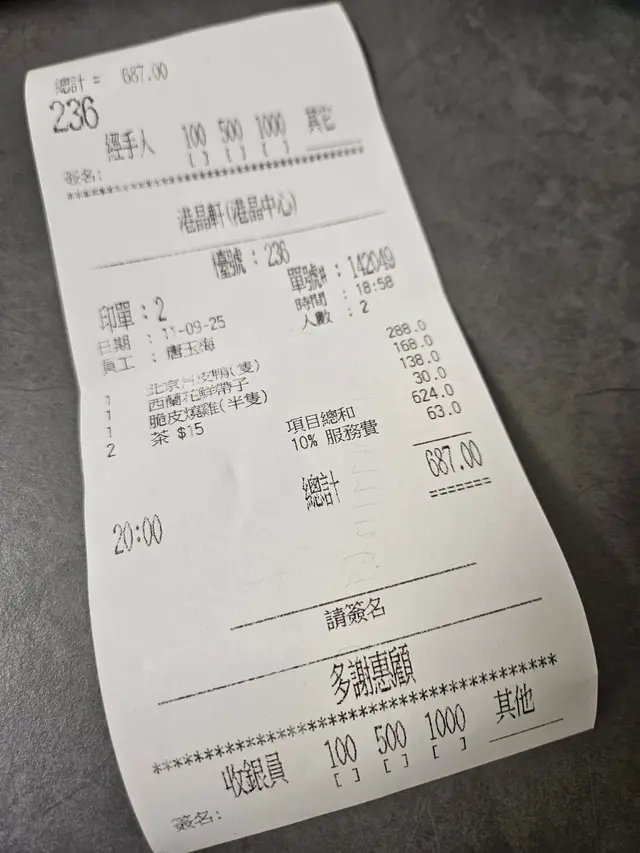 總計 = 687.00
236
經手人 100 500 1000 其它
[ ] [ ] [ ]
簽名:
********************************************
港晶軒(港晶中心)
檯號 : 236
印單 : 2 單號# : 142049
日期 : 11-09-25 時間 : 18:58
員工 : 唐玉海 人數 : 2
1 北京片皮鴨(隻) 288.0
1 西蘭花鮮帶子 168.0
1 脆皮燒雞(半隻) 138.0
2 茶 $15 30.0
項目總和 624.0
10% 服務費 63.0
總計 687.00
20:00
請簽名
多謝惠顧
********************************************
收銀員 100 500 1000 其他
[ ] [ ] [ ]
簽名: